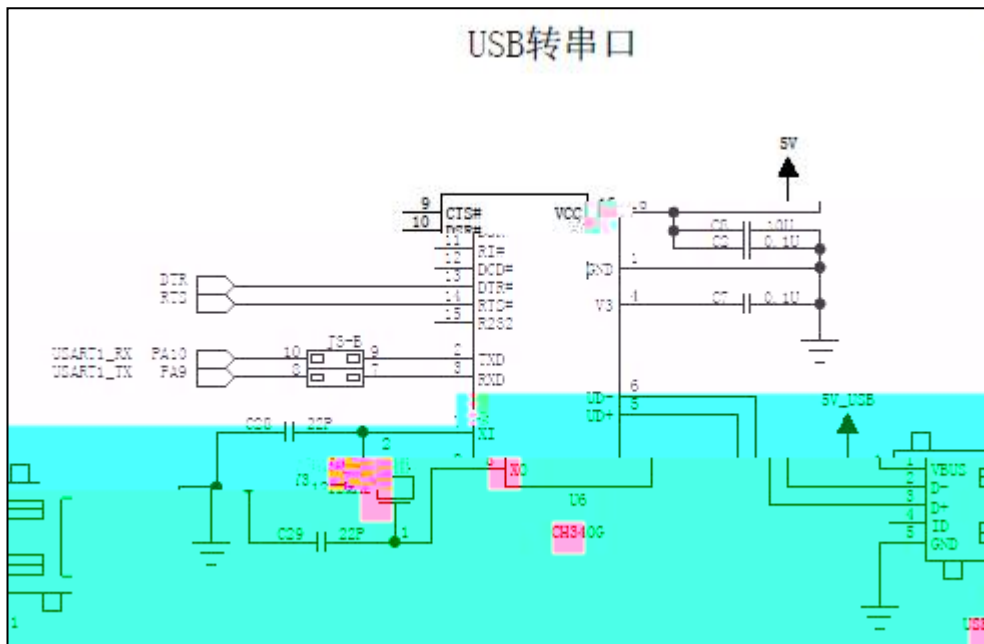 USB转串口
5V
9 CTS# VCC
10 DSR#
11 RI# C2 0.1U
12 DCD# GND 1
DTR 13 DTR#
RTS 14 RTS# V3 4 C7 0.1U
15 R232
USART1_RX PA10 10 J3-B 9 2 TXD
USART1_TX PA9 8 7 3 RXD
UD- 6
UD+ 5 5V_USB
C28 22P XI
2
XO 1 VBUS
2 D-
U6 3 D+
4 ID
C29 22P 1 CH340G 5 GND
1